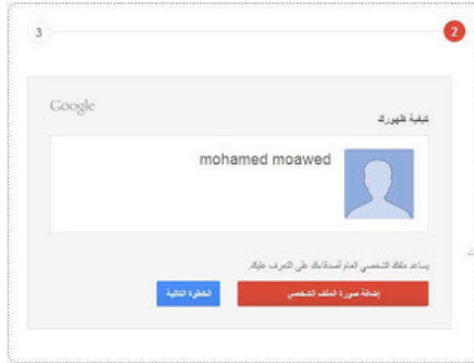 2
3
Google
كيفية ظهورك
mohamed moawed
يساعد ملفك الشخصي العام أصدقاءك على التعرف عليك.
إضافة صورة الملف الشخصي
الخطوة التالية